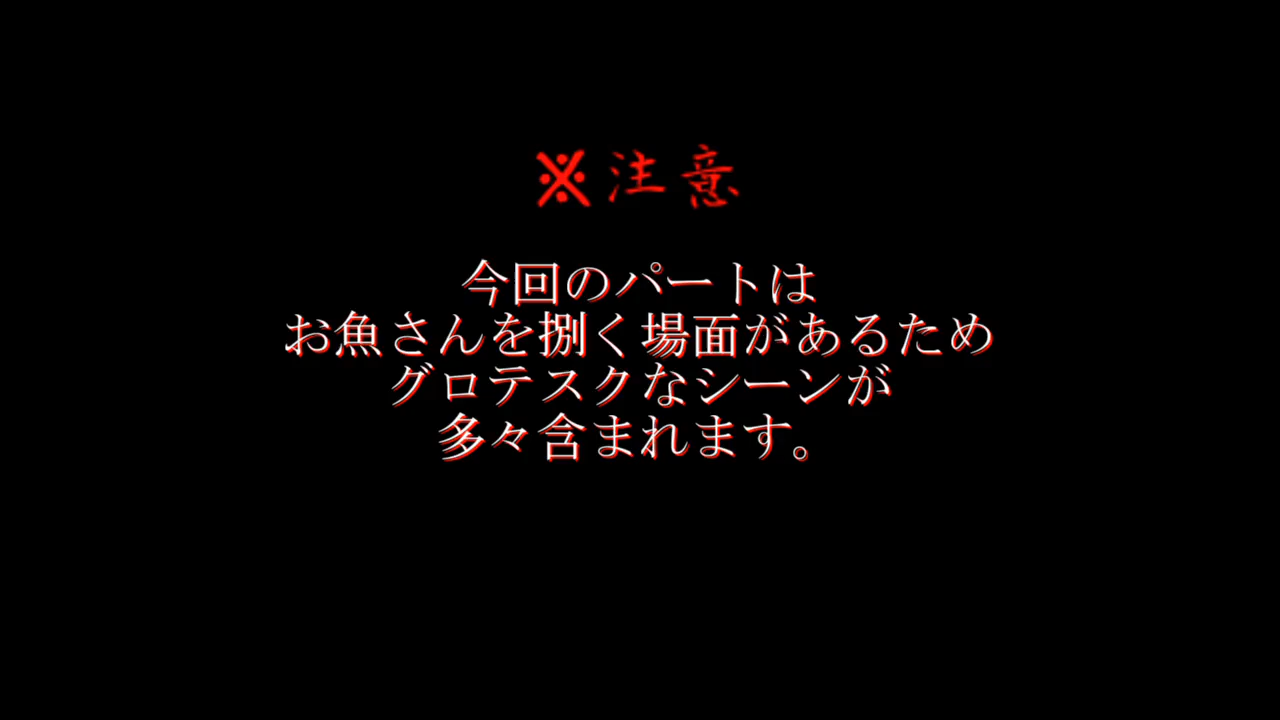 ※注意
今回のパートは
お魚さんを捌く場面があるため
グロテスクなシーンが
多々含まれます。